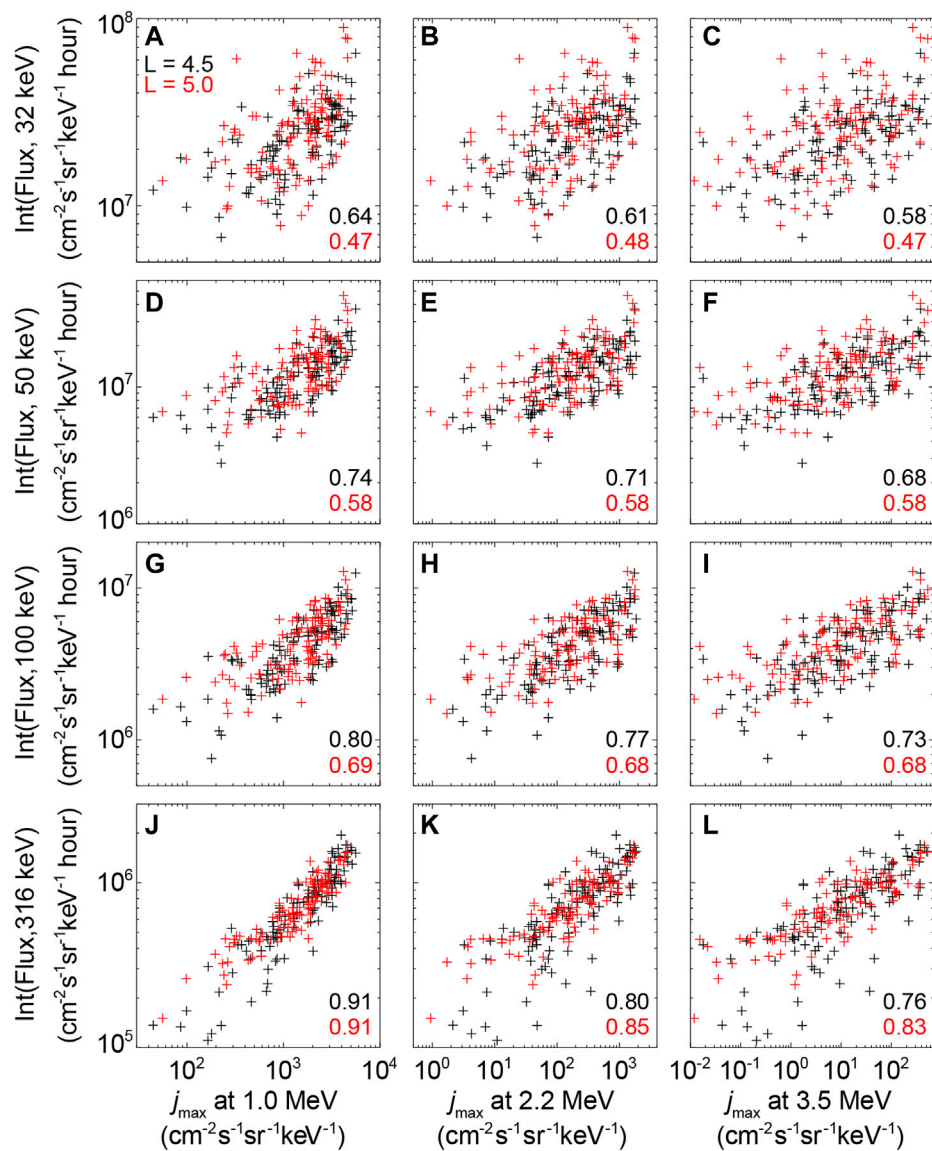 Int(Flux, 32 keV)
(cm⁻²s⁻¹sr⁻¹keV⁻¹ hour)
10⁸
10⁷
A
L = 4.5
L = 5.0
0.64
0.47
B
0.61
0.48
C
0.58
0.47
Int(Flux, 50 keV)
(cm⁻²s⁻¹sr⁻¹keV⁻¹ hour)
10⁷
10⁶
D
0.74
0.58
E
0.71
0.58
F
0.68
0.58
Int(Flux,100 keV)
(cm⁻²s⁻¹sr⁻¹keV⁻¹ hour)
10⁷
10⁶
G
0.80
0.69
H
0.77
0.68
I
0.73
0.68
Int(Flux,316 keV)
(cm⁻²s⁻¹sr⁻¹keV⁻¹ hour)
10⁶
10⁵
J
0.91
0.91
K
0.80
0.85
L
0.76
0.83
10² 10³ 10⁴
10⁰ 10¹ 10² 10³
10⁻² 10⁻¹ 10⁰ 10¹ 10²
jmax at 1.0 MeV
(cm⁻²s⁻¹sr⁻¹keV⁻¹)
jmax at 2.2 MeV
(cm⁻²s⁻¹sr⁻¹keV⁻¹)
jmax at 3.5 MeV
(cm⁻²s⁻¹sr⁻¹keV⁻¹)